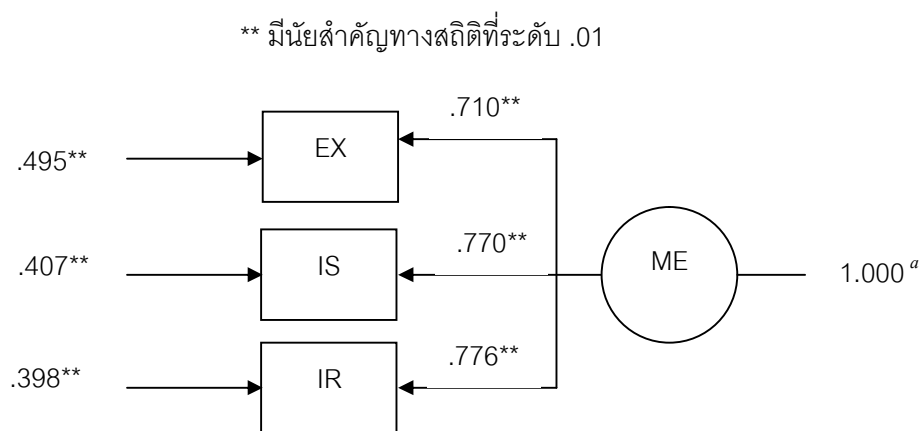 ** มีนัยสำคัญทางสถิติที่ระดับ .01
.710**
.495** EX
.770**
.407** IS ME 1.000 a
.776**
.398** IR